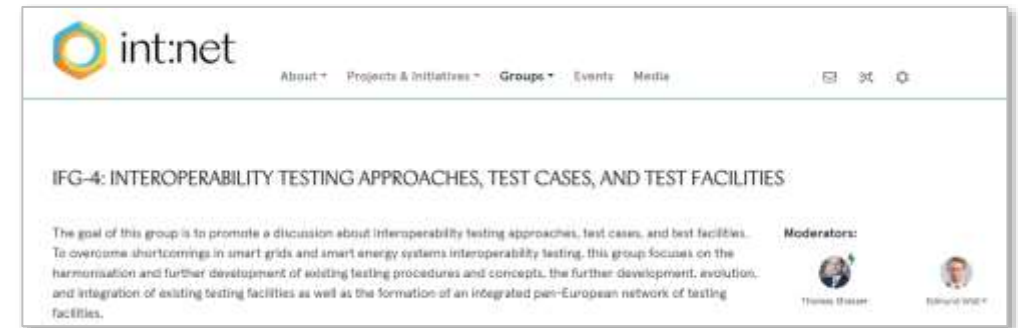 int:net
About Projects & Initiatives Groups Events Media
IFG-4: INTEROPERABILITY TESTING APPROACHES, TEST CASES, AND TEST FACILITIES
The goal of this group is to promote a discussion about interoperability testing approaches, test cases, and test facilities.
Moderators:
To overcome shortcomings in smart grids and smart energy systems interoperability testing, this group focuses on the
harmonisation and further development of existing testing procedures and concepts, the further development, evolution,
and integration of existing testing facilities as well as the formation of an integrated pan-European network of testing
facilities.
Thomas
Edmund